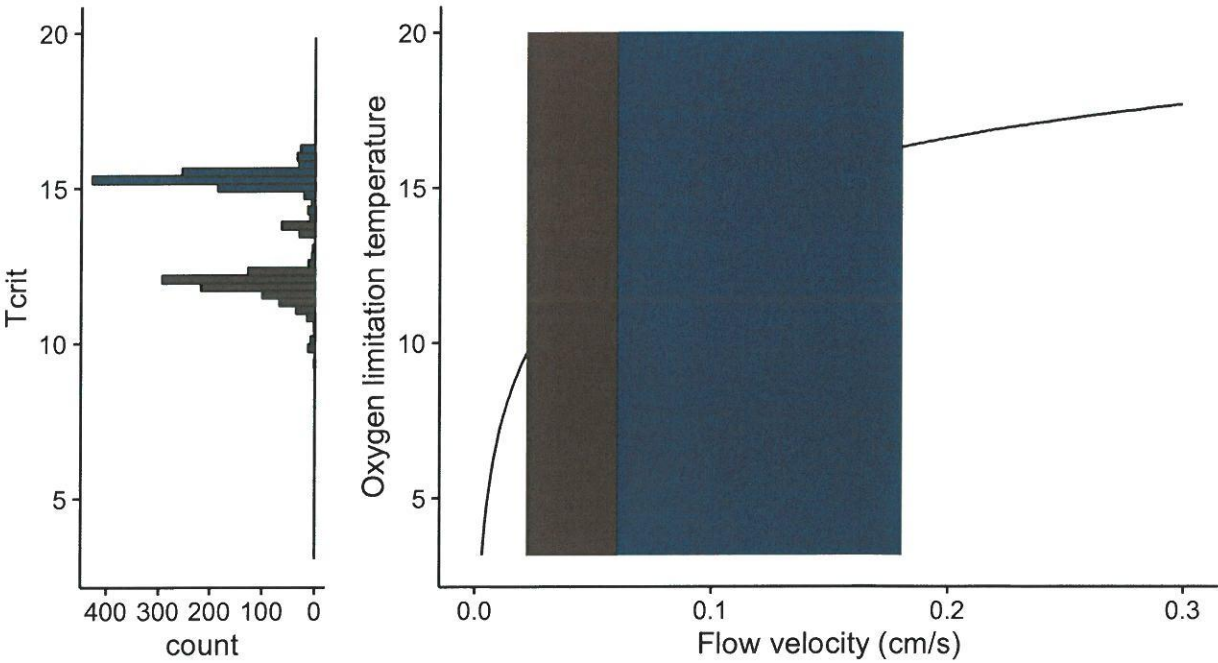 20
15
10
5
Tcrit
400 300 200 100 0
count
20
15
10
5
Oxygen limitation temperature
0.0 0.1 0.2 0.3
Flow velocity (cm/s)